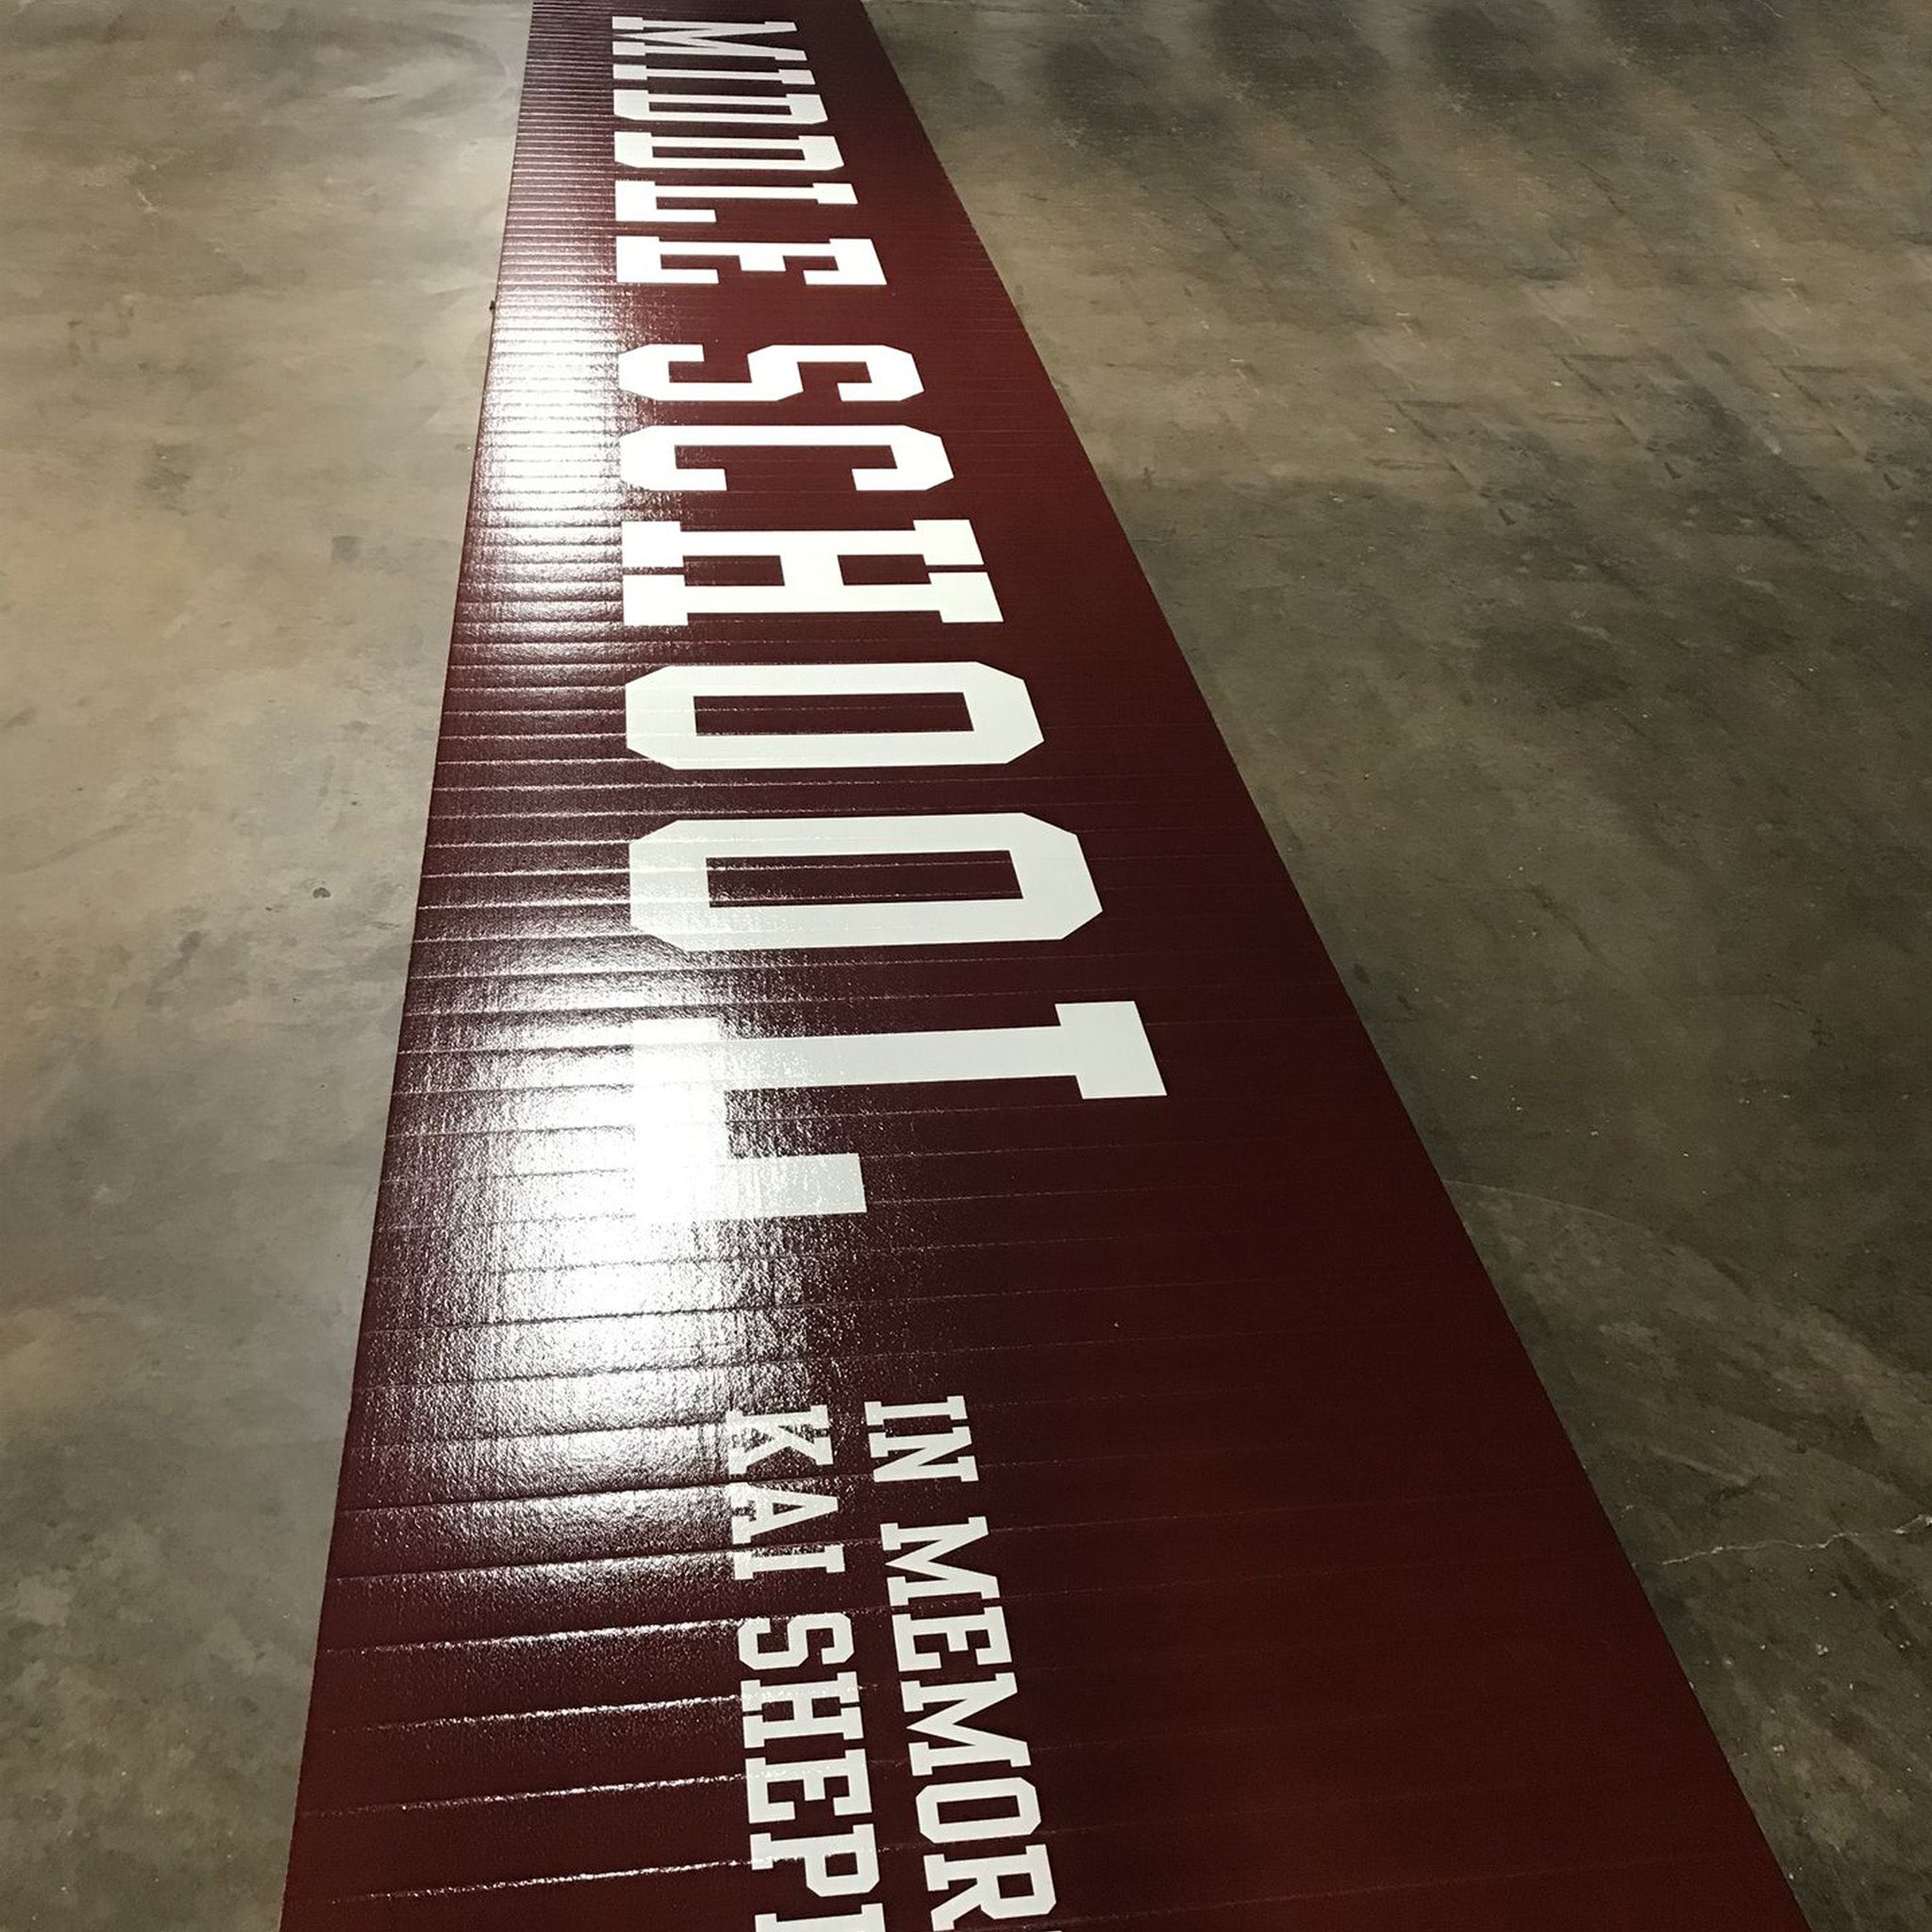 MIDDLE SCHOOL
IN MEMOR
KAI SHEP